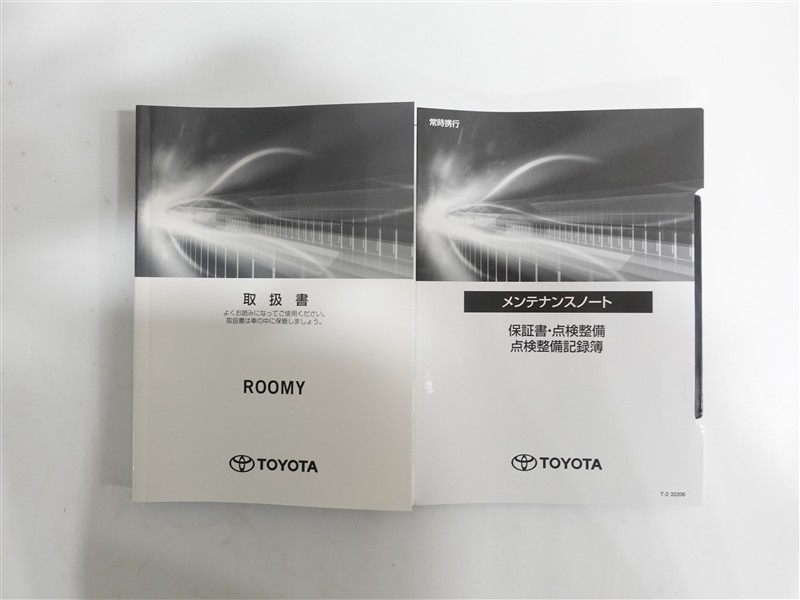 取扱書
よくお読みになってご使用ください。
取扱書は車の中に保管しましょう。
ROOMY
TOYOTA
常時携行
メンテナンスノート
保証書・点検整備
点検整備記録簿
TOYOTA
T-2 32206